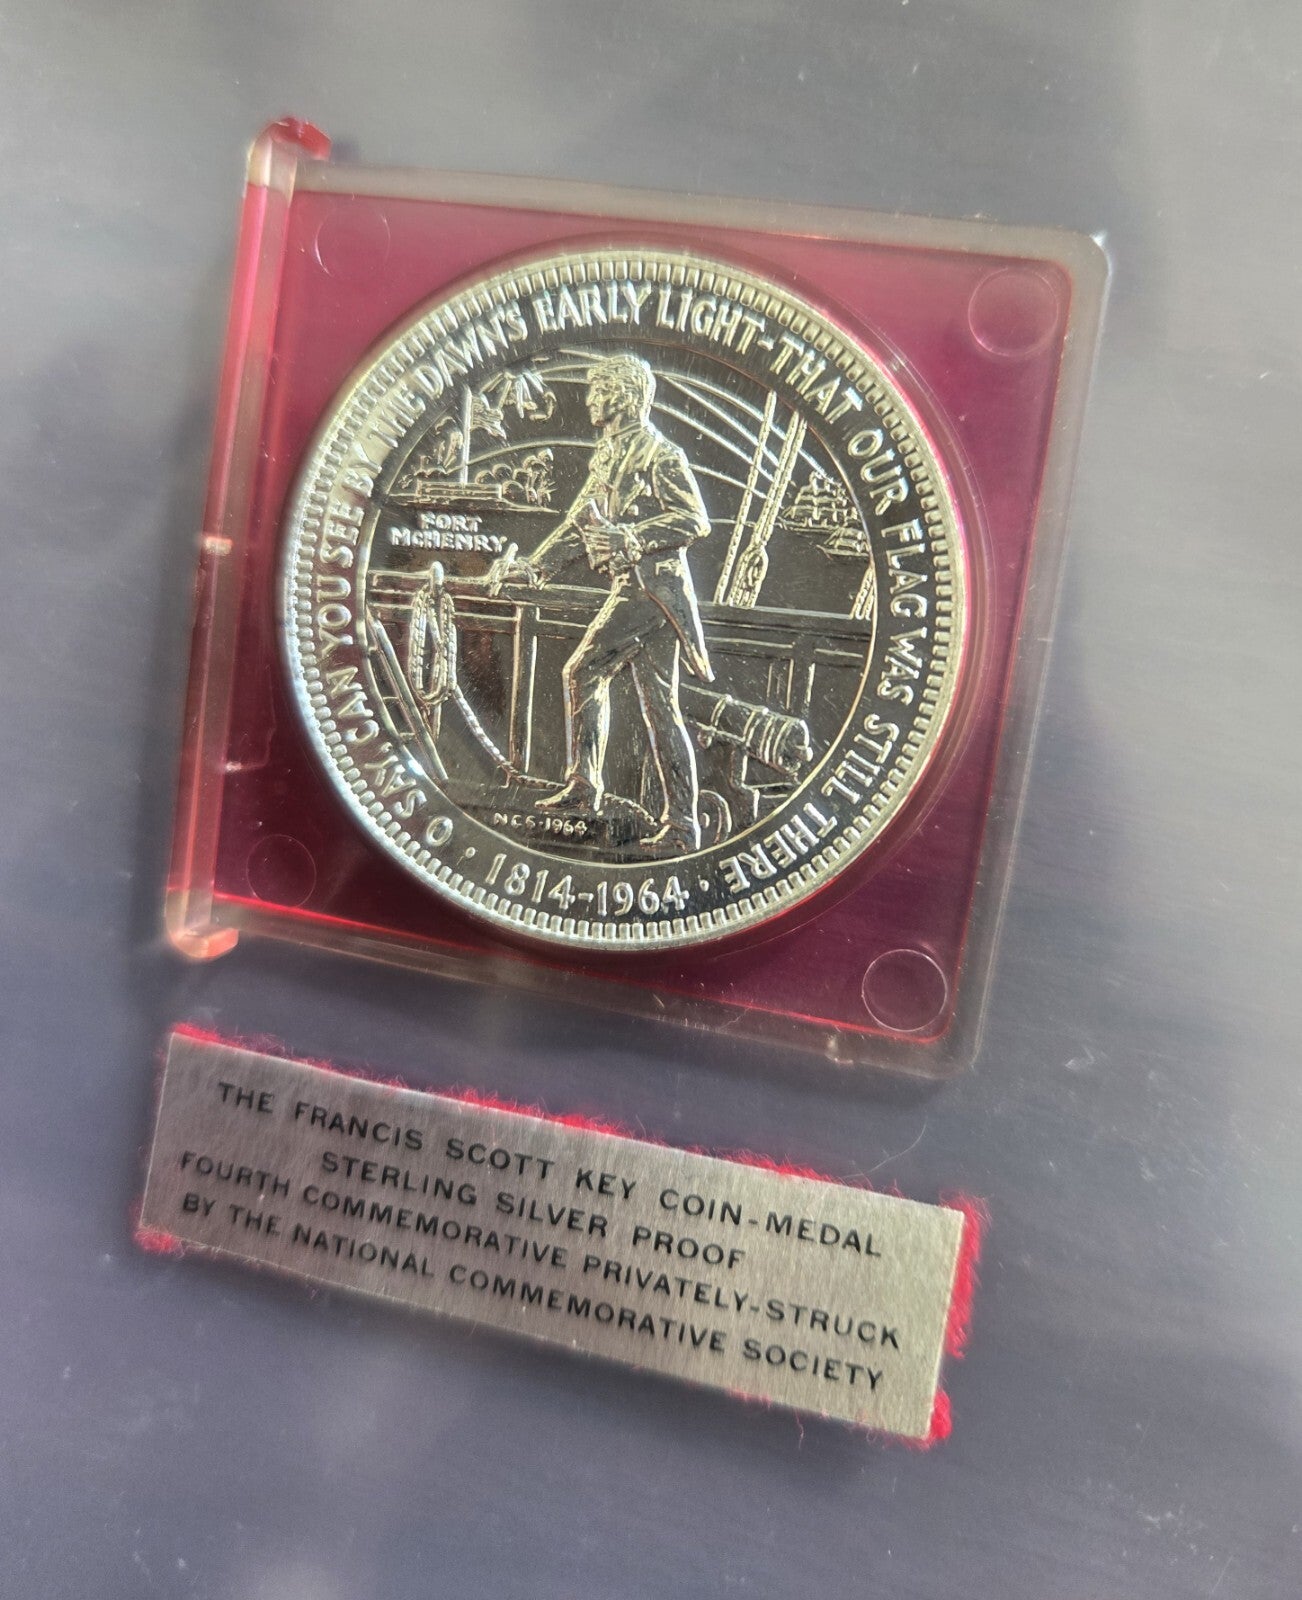 O SAY, CAN YOU SEE BY THE DAWN'S EARLY LIGHT-THAT OUR FLAG WAS STILL THERE
FORT
McHENRY
NCS·1964
· 1814-1964 ·
THE FRANCIS SCOTT KEY COIN-MEDAL
STERLING SILVER PROOF
FOURTH COMMEMORATIVE PRIVATELY-STRUCK
BY THE NATIONAL COMMEMORATIVE SOCIETY